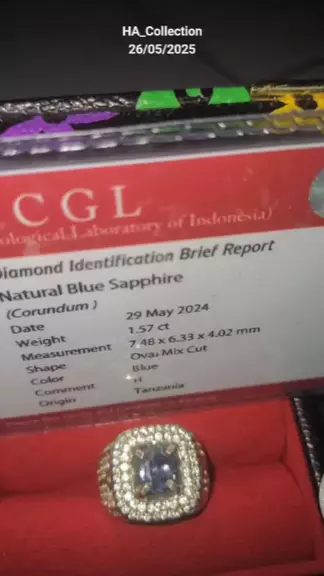 HA_Collection
26/05/2025
CGL
ological Laboratory of Indonesia)
Diamond Identification Brief Report
Natural Blue Sapphire
(Corundum)
Date 29 May 2024
Weight 1.57 ct
Measurement 7.48 x 6.33 x 4.02 mm
Shape Oval Mix Cut
Color Blue
Comment H
Origin Tanzania